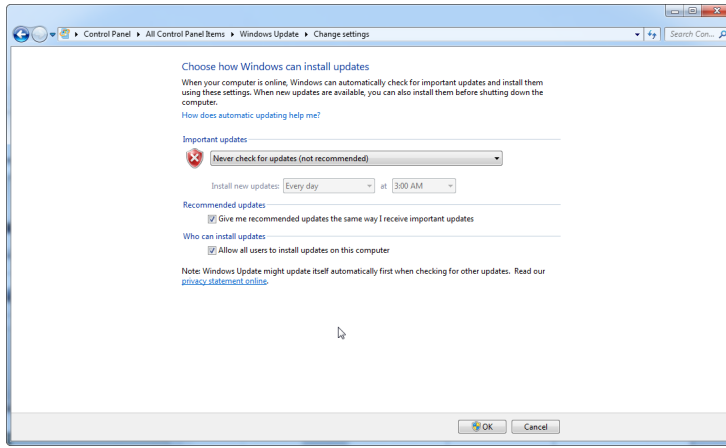 Control Panel ▸ All Control Panel Items ▸ Windows Update ▸ Change settings
Search Con...
Choose how Windows can install updates
When your computer is online, Windows can automatically check for important updates and install them
using these settings. When new updates are available, you can also install them before shutting down the
computer.
How does automatic updating help me?
Important updates
Never check for updates (not recommended)
Install new updates: Every day at 3:00 AM
Recommended updates
Give me recommended updates the same way I receive important updates
Who can install updates
Allow all users to install updates on this computer
Note: Windows Update might update itself automatically first when checking for other updates. Read our
privacy statement online.
OK Cancel